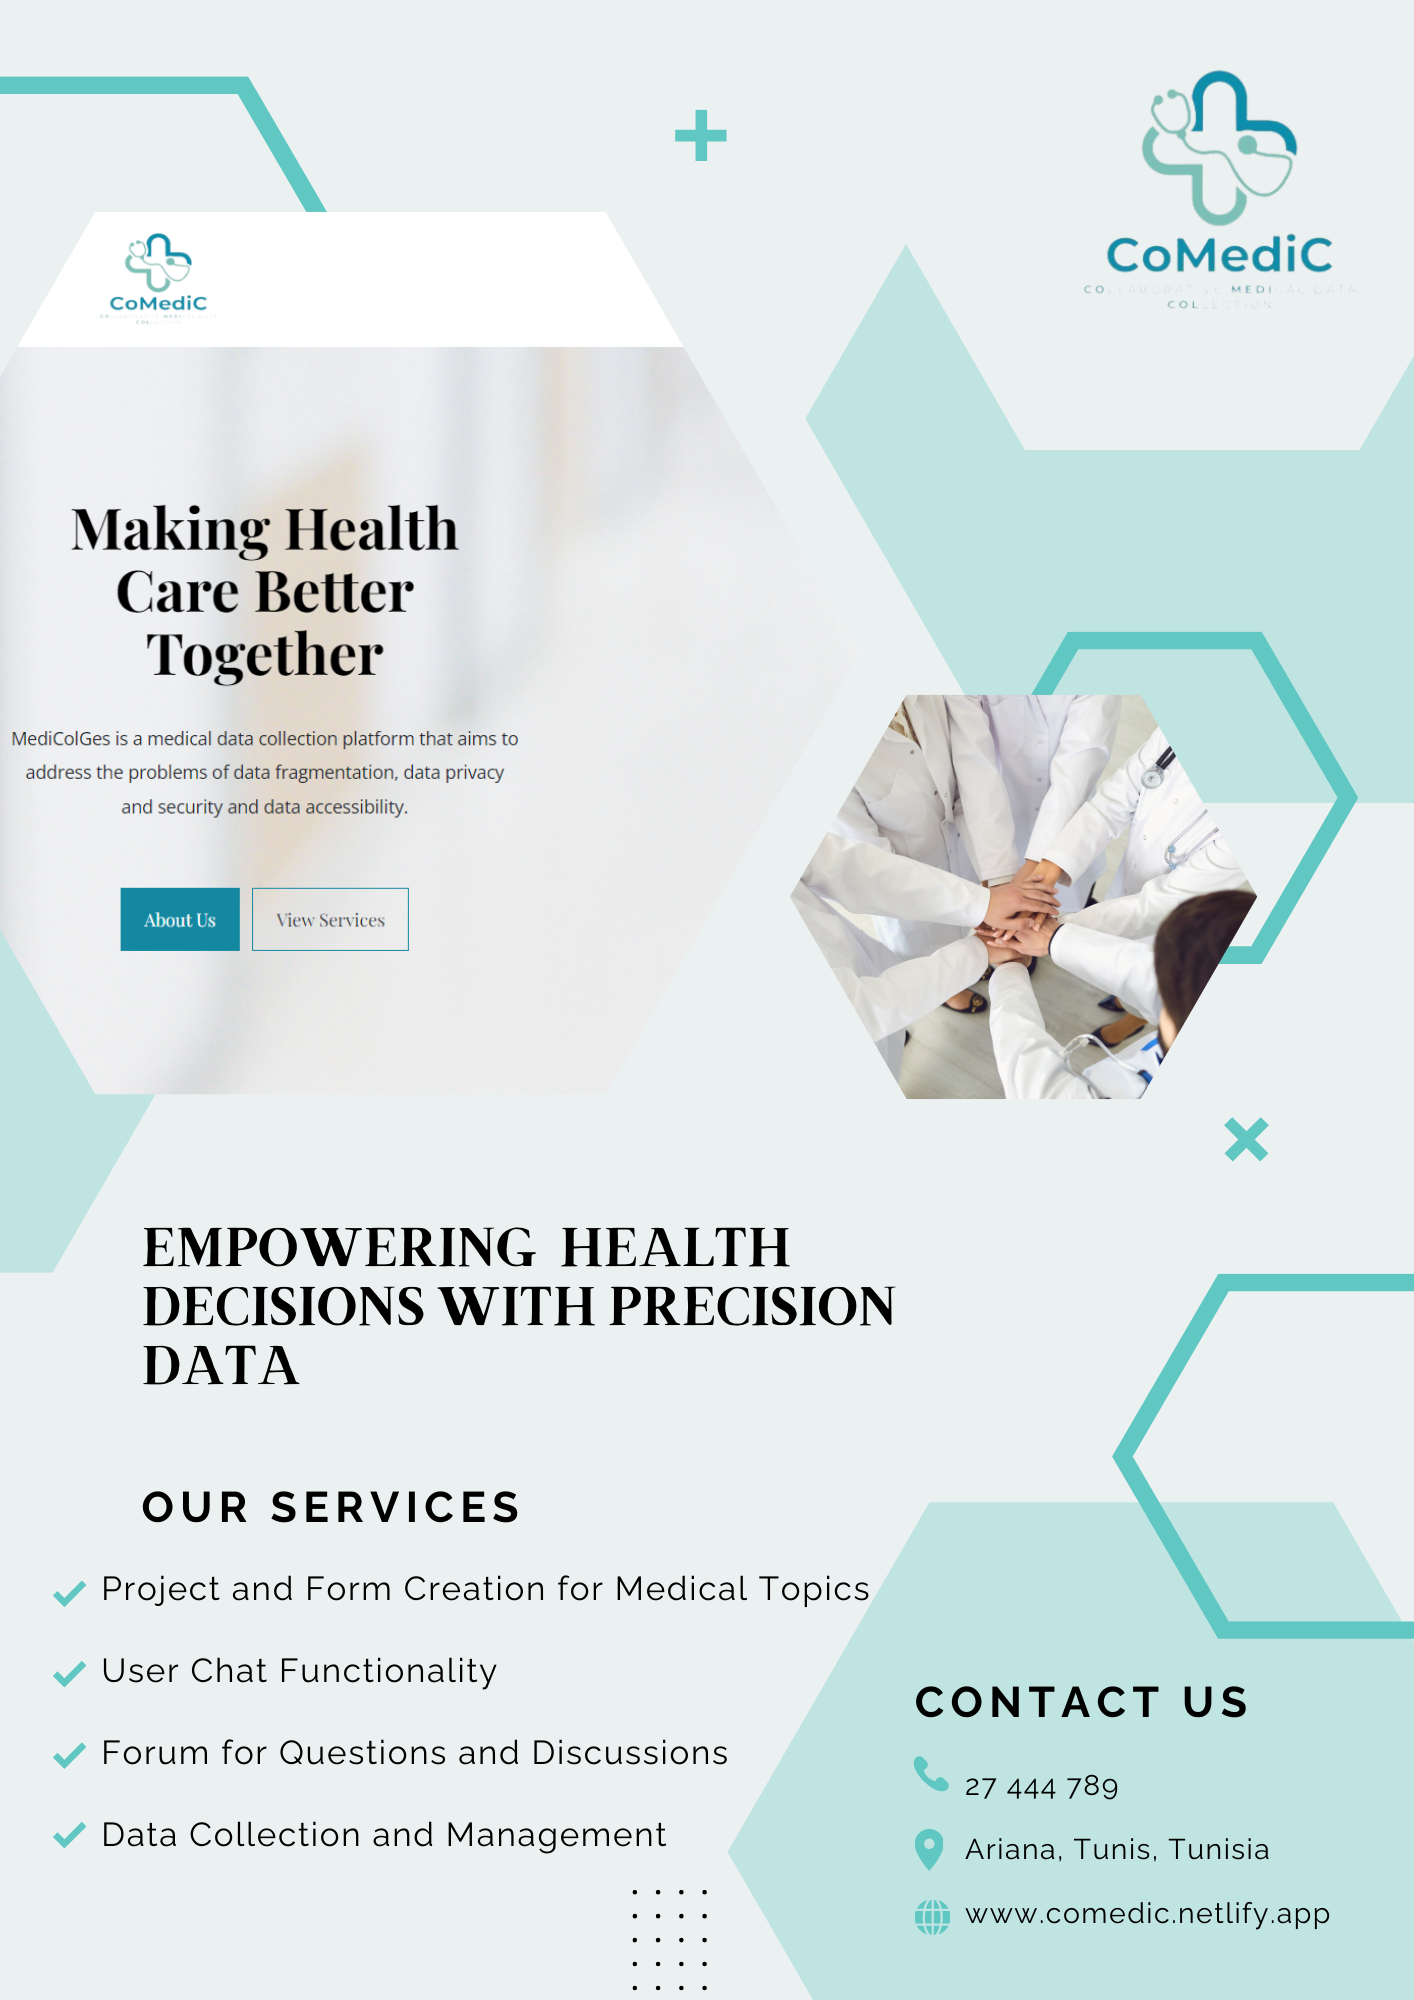 CoMediC
COLLABORATIVE MEDICAL DATA
COLLECTION
CoMediC
Making Health
Care Better
Together
MediColGes is a medical data collection platform that aims to
address the problems of data fragmentation, data privacy
and security and data accessibility.
About Us
View Services
EMPOWERING HEALTH
DECISIONS WITH PRECISION
DATA
OUR SERVICES
Project and Form Creation for Medical Topics
User Chat Functionality
Forum for Questions and Discussions
Data Collection and Management
CONTACT US
27 444 789
Ariana, Tunis, Tunisia
www.comedic.netlify.app